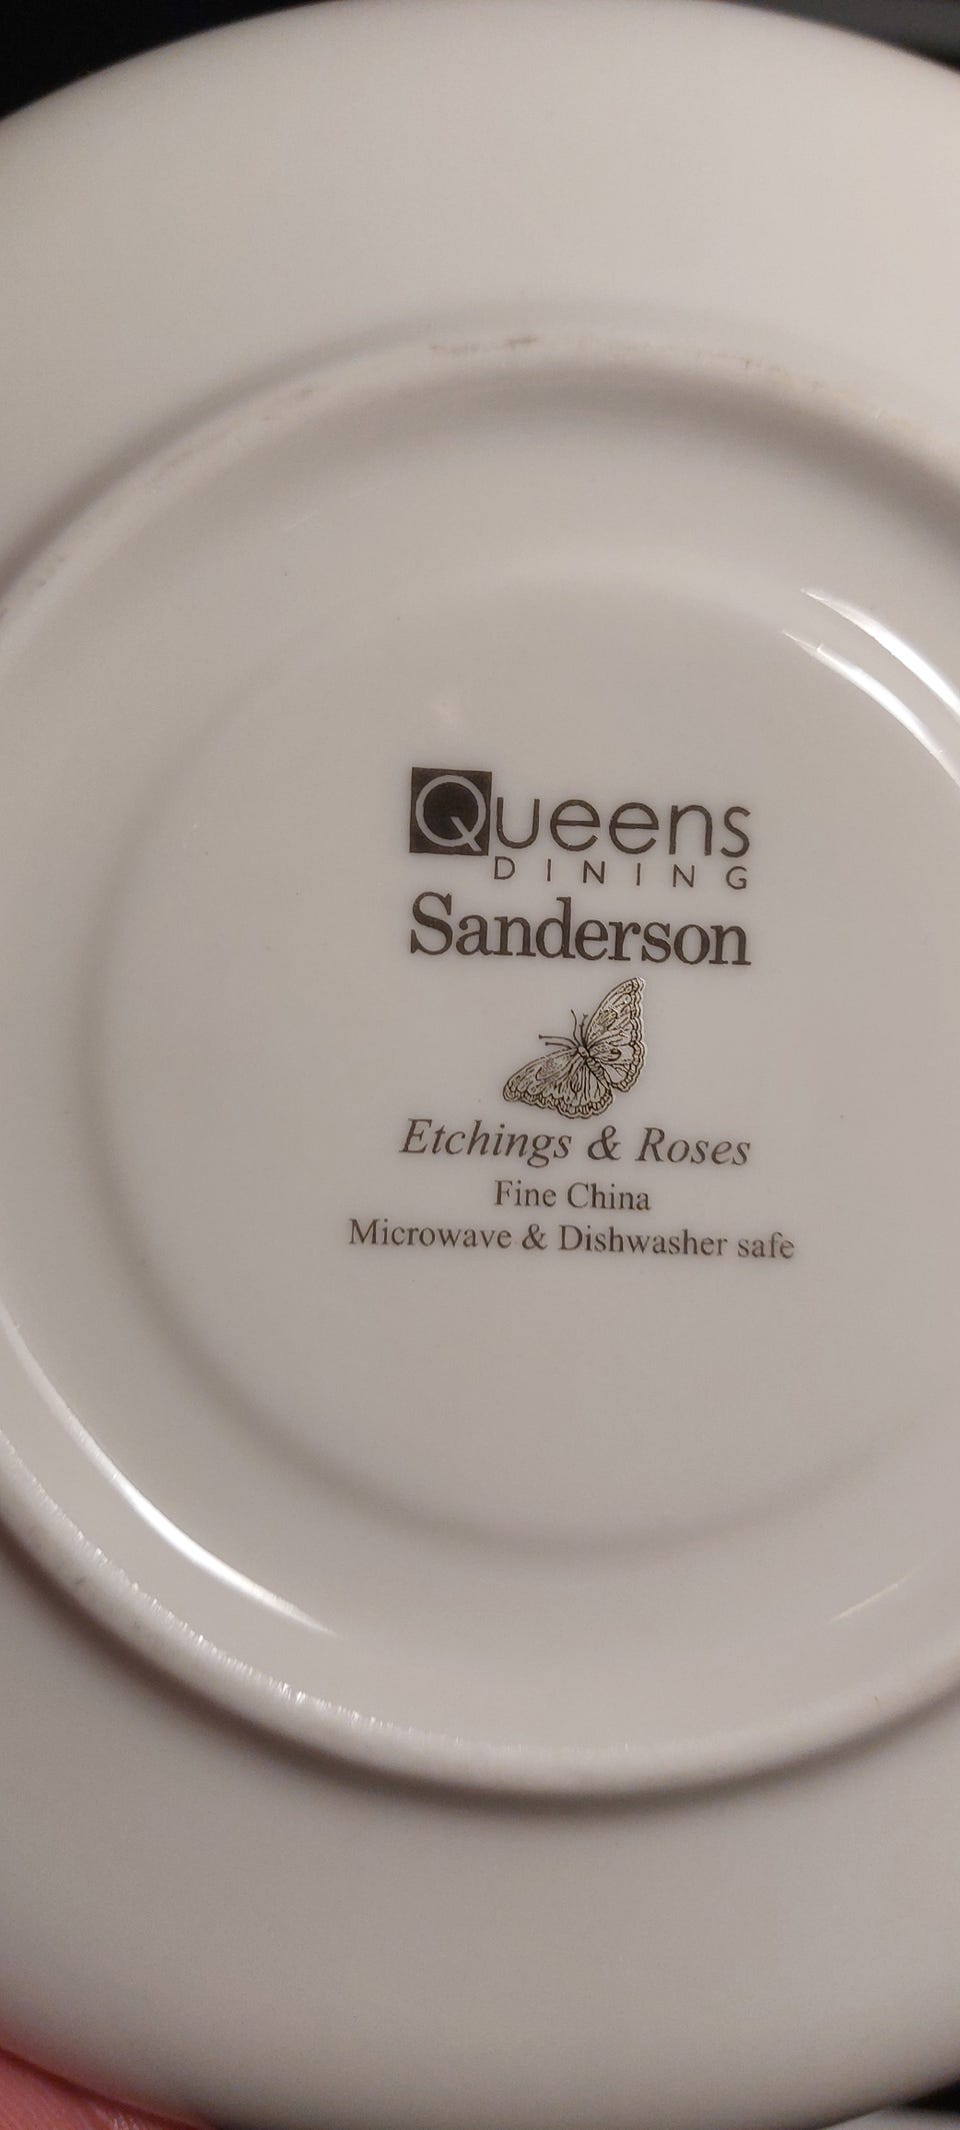 Queens
DINING
Sanderson
Etchings & Roses
Fine China
Microwave & Dishwasher safe